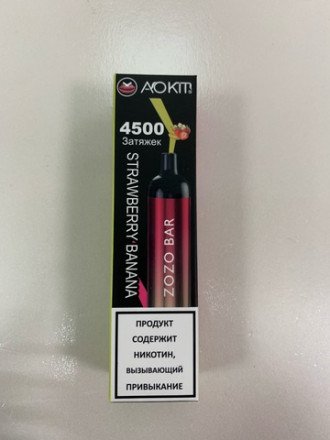 AOKIT
4500
Затяжек
STRAWBERRY·BANANA
ZOZO BAR
ПРОДУКТ
СОДЕРЖИТ
НИКОТИН,
ВЫЗЫВАЮЩИЙ
ПРИВЫКАНИЕ